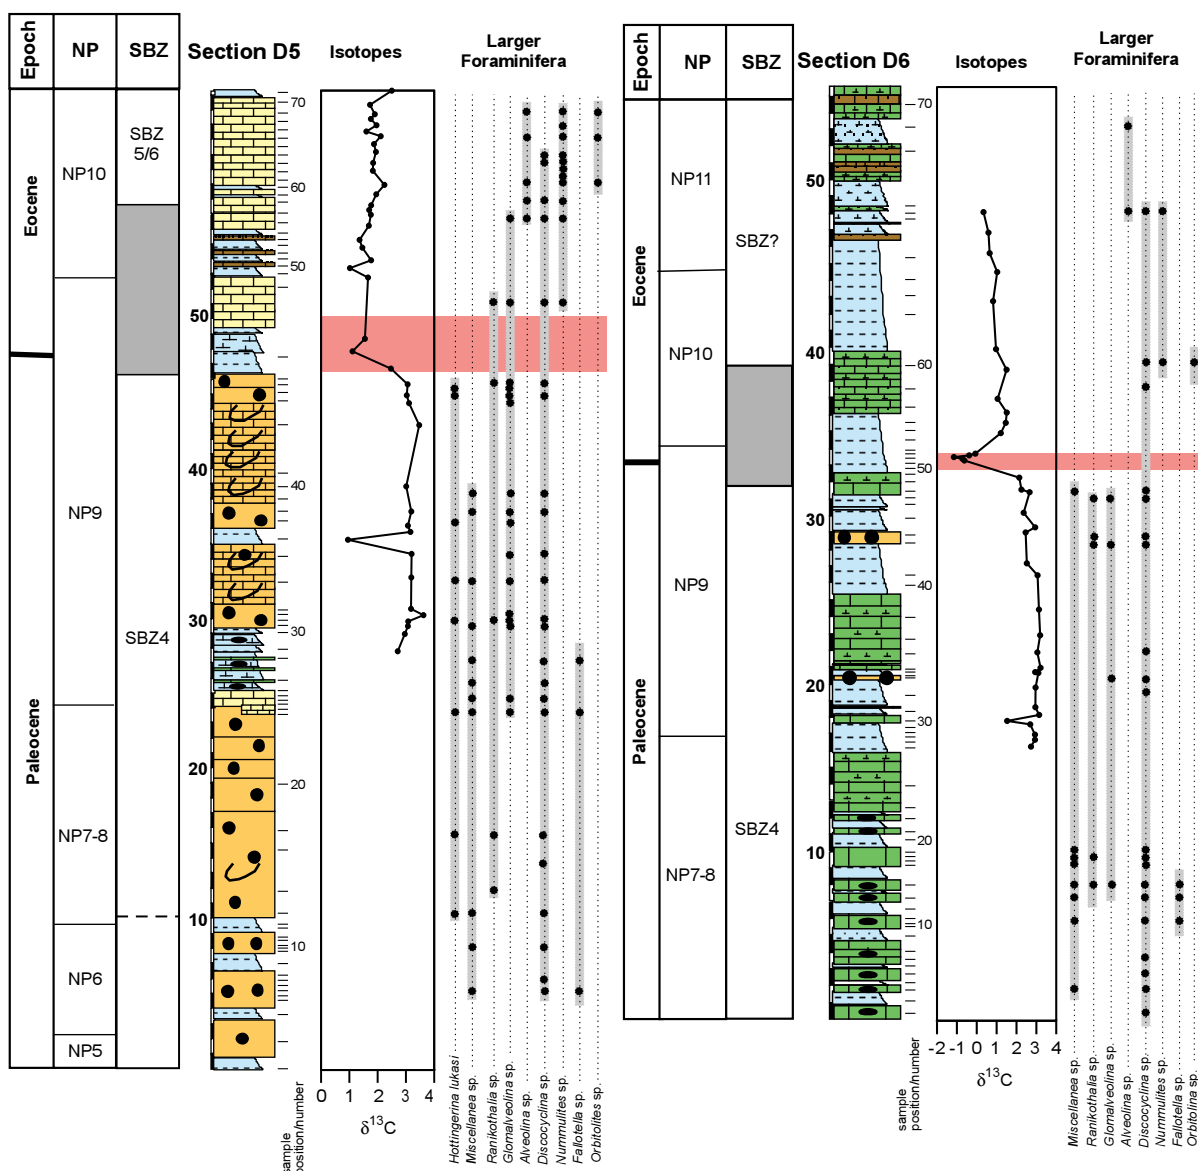 Epoch
NP
SBZ
Section D5
Isotopes
Larger
Foraminifera
Eocene
Paleocene
NP10
NP9
NP7-8
NP6
NP5
SBZ
5/6
SBZ4
50
40
30
20
10
70
60
50
40
30
20
10
sample
position/number
0 1 2 3 4
δ13C
Hottingerina lukasi
Miscellanea sp.
Ranikothalia sp.
Glomalveolina sp.
Alveolina sp.
Discocyclina sp.
Nummulites sp.
Fallotella sp.
Orbitolites sp.
Epoch
NP
SBZ
Section D6
Isotopes
Larger
Foraminifera
Eocene
Paleocene
NP11
NP10
NP9
NP7-8
SBZ?
SBZ4
50
40
30
20
10
70
60
50
40
30
20
10
sample
position/number
-2 -1 0 1 2 3 4
δ13C
Miscellanea sp.
Ranikothalia sp.
Glomalveolina sp.
Alveolina sp.
Discocyclina sp.
Nummulites sp.
Fallotella sp.
Orbitolina sp.